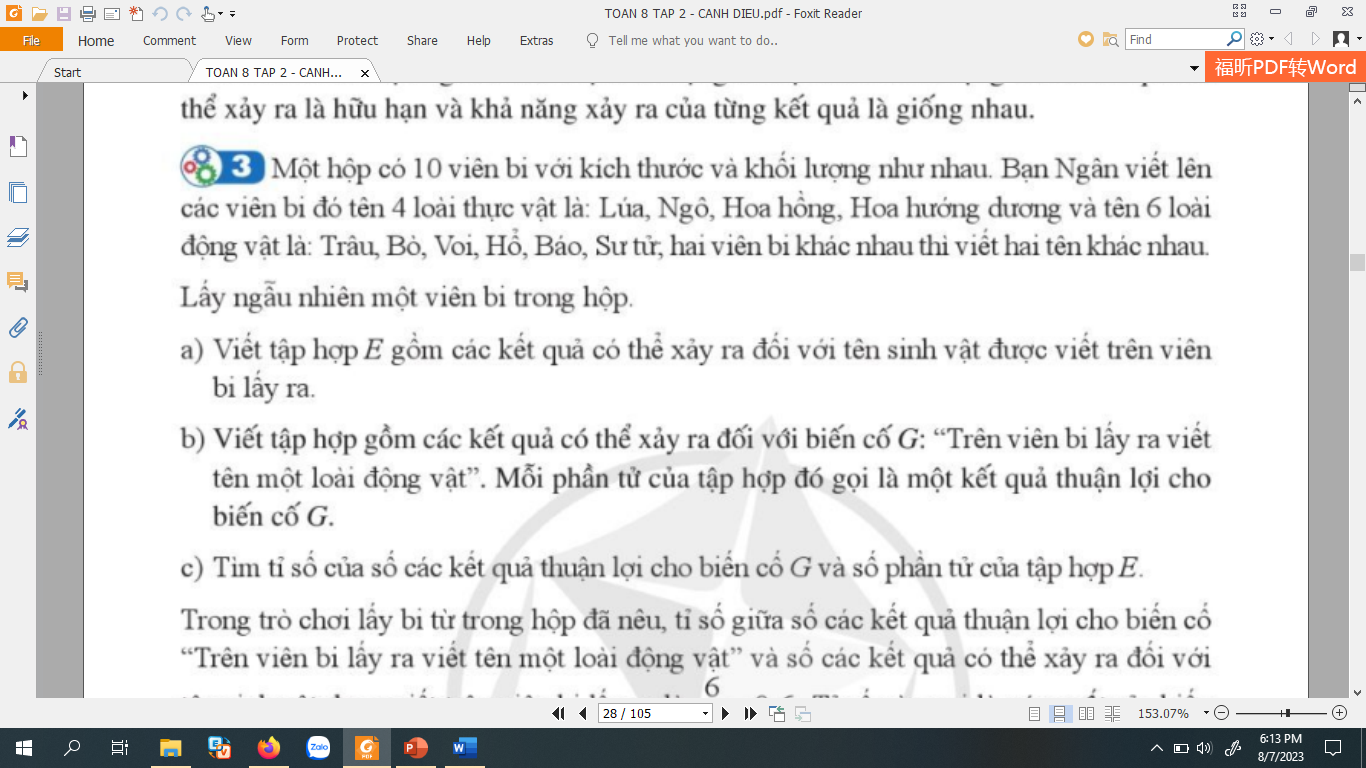 TOAN 8 TAP 2 - CANH DIEU.pdf - Foxit Reader
File Home Comment View Form Protect Share Help Extras Tell me what you want to do.. Find
Start TOAN 8 TAP 2 - CANH... 福昕PDF转Word
thể xảy ra là hữu hạn và khả năng xảy ra của từng kết quả là giống nhau.
3 Một hộp có 10 viên bi với kích thước và khối lượng như nhau. Bạn Ngân viết lên
các viên bi đó tên 4 loài thực vật là: Lúa, Ngô, Hoa hồng, Hoa hướng dương và tên 6 loài
động vật là: Trâu, Bò, Voi, Hổ, Báo, Sư tử, hai viên bi khác nhau thì viết hai tên khác nhau.
Lấy ngẫu nhiên một viên bi trong hộp.
a) Viết tập hợp E gồm các kết quả có thể xảy ra đối với tên sinh vật được viết trên viên
bi lấy ra.
b) Viết tập hợp gồm các kết quả có thể xảy ra đối với biến cố G: “Trên viên bi lấy ra viết
tên một loài động vật”. Mỗi phần tử của tập hợp đó gọi là một kết quả thuận lợi cho
biến cố G.
c) Tìm tỉ số của số các kết quả thuận lợi cho biến cố G và số phần tử của tập hợp E.
Trong trò chơi lấy bi từ trong hộp đã nêu, tỉ số giữa số các kết quả thuận lợi cho biến cố
“Trên viên bi lấy ra viết tên một loài động vật” và số các kết quả có thể xảy ra đối với
6
28 / 105 153.07%
Zalo 6:13 PM
8/7/2023